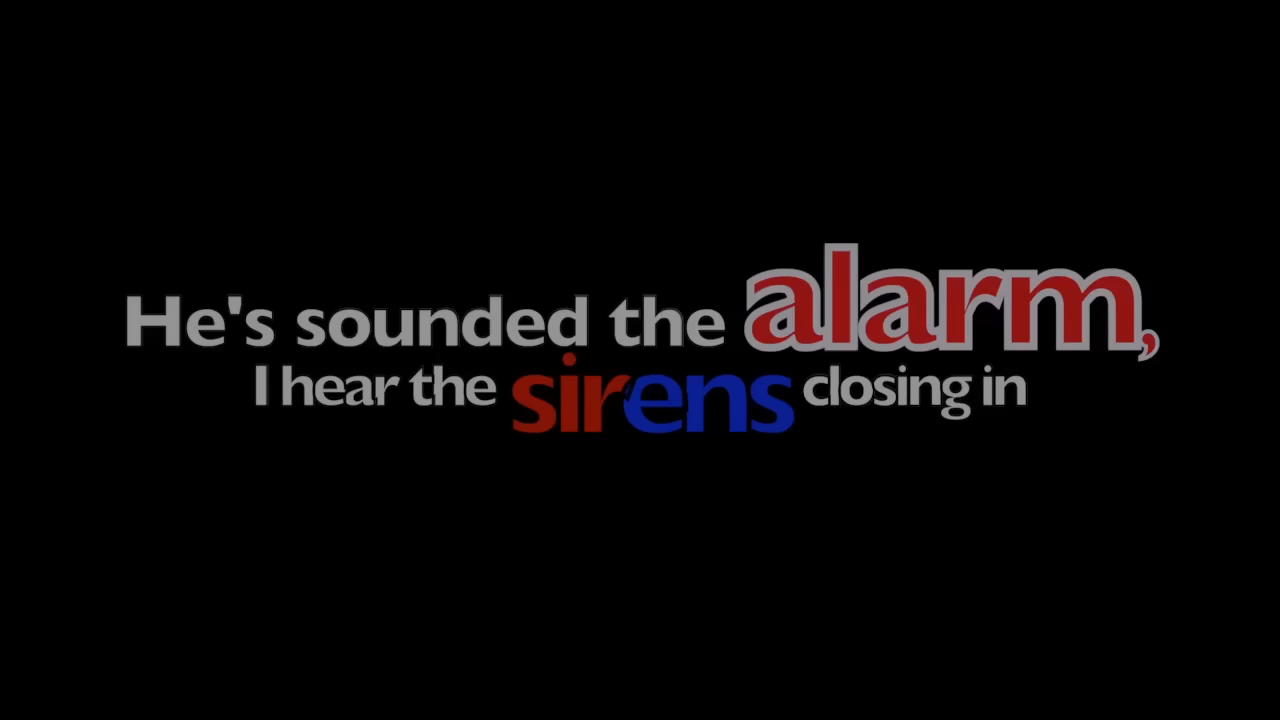 He's sounded the alarm,
I hear the sirens closing in